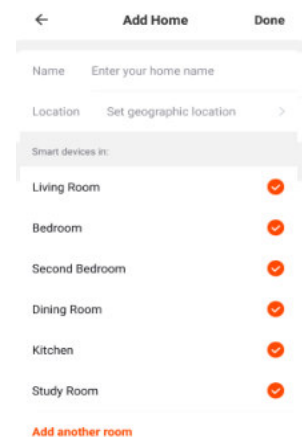 Add Home Done
Name Enter your home name
Location Set geographic location
Smart devices in:
Living Room
Bedroom
Second Bedroom
Dining Room
Kitchen
Study Room
Add another room